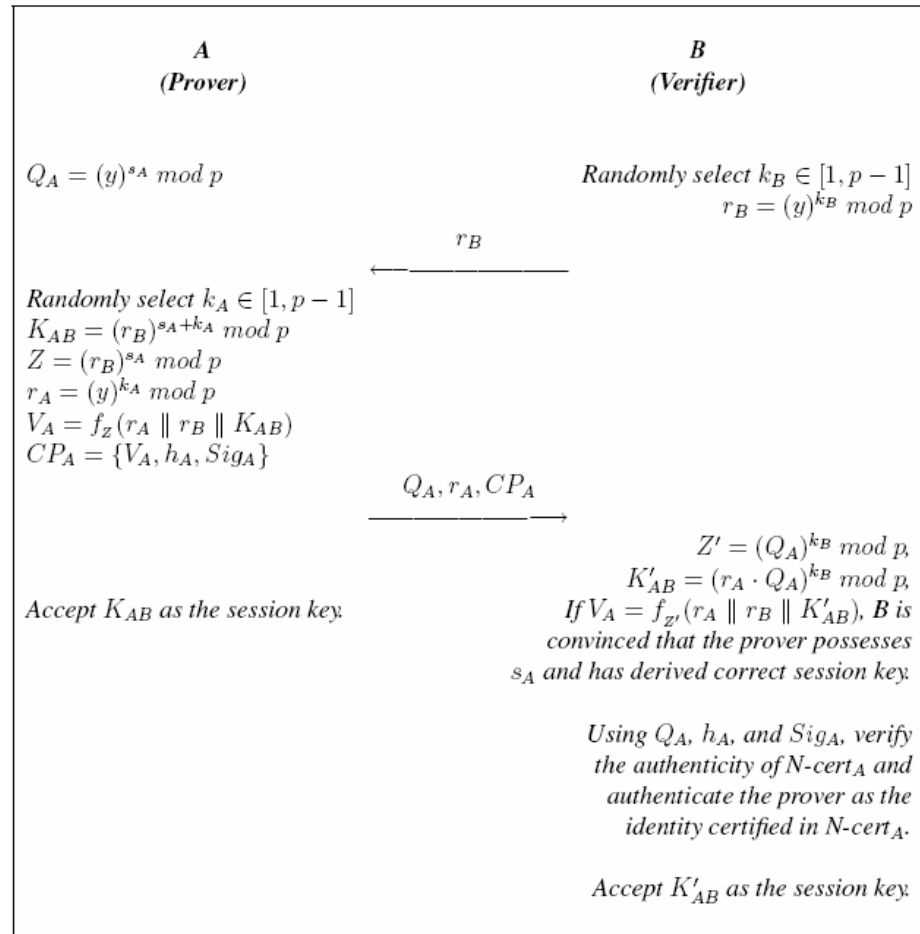 A
(Prover)
B
(Verifier)
Q_A = (y)^{s_A} mod p
Randomly select k_B ∈ [1, p − 1]
r_B = (y)^{k_B} mod p
r_B
Randomly select k_A ∈ [1, p − 1]
K_{AB} = (r_B)^{s_A+k_A} mod p
Z = (r_B)^{s_A} mod p
r_A = (y)^{k_A} mod p
V_A = f_Z(r_A ∥ r_B ∥ K_{AB})
CP_A = {V_A, h_A, Sig_A}
Q_A, r_A, CP_A
Z′ = (Q_A)^{k_B} mod p,
K′_{AB} = (r_A · Q_A)^{k_B} mod p,
Accept K_{AB} as the session key.
If V_A = f_{Z′}(r_A ∥ r_B ∥ K′_{AB}), B is
convinced that the prover possesses
s_A and has derived correct session key.
Using Q_A, h_A, and Sig_A, verify
the authenticity of N-cert_A and
authenticate the prover as the
identity certified in N-cert_A.
Accept K′_{AB} as the session key.